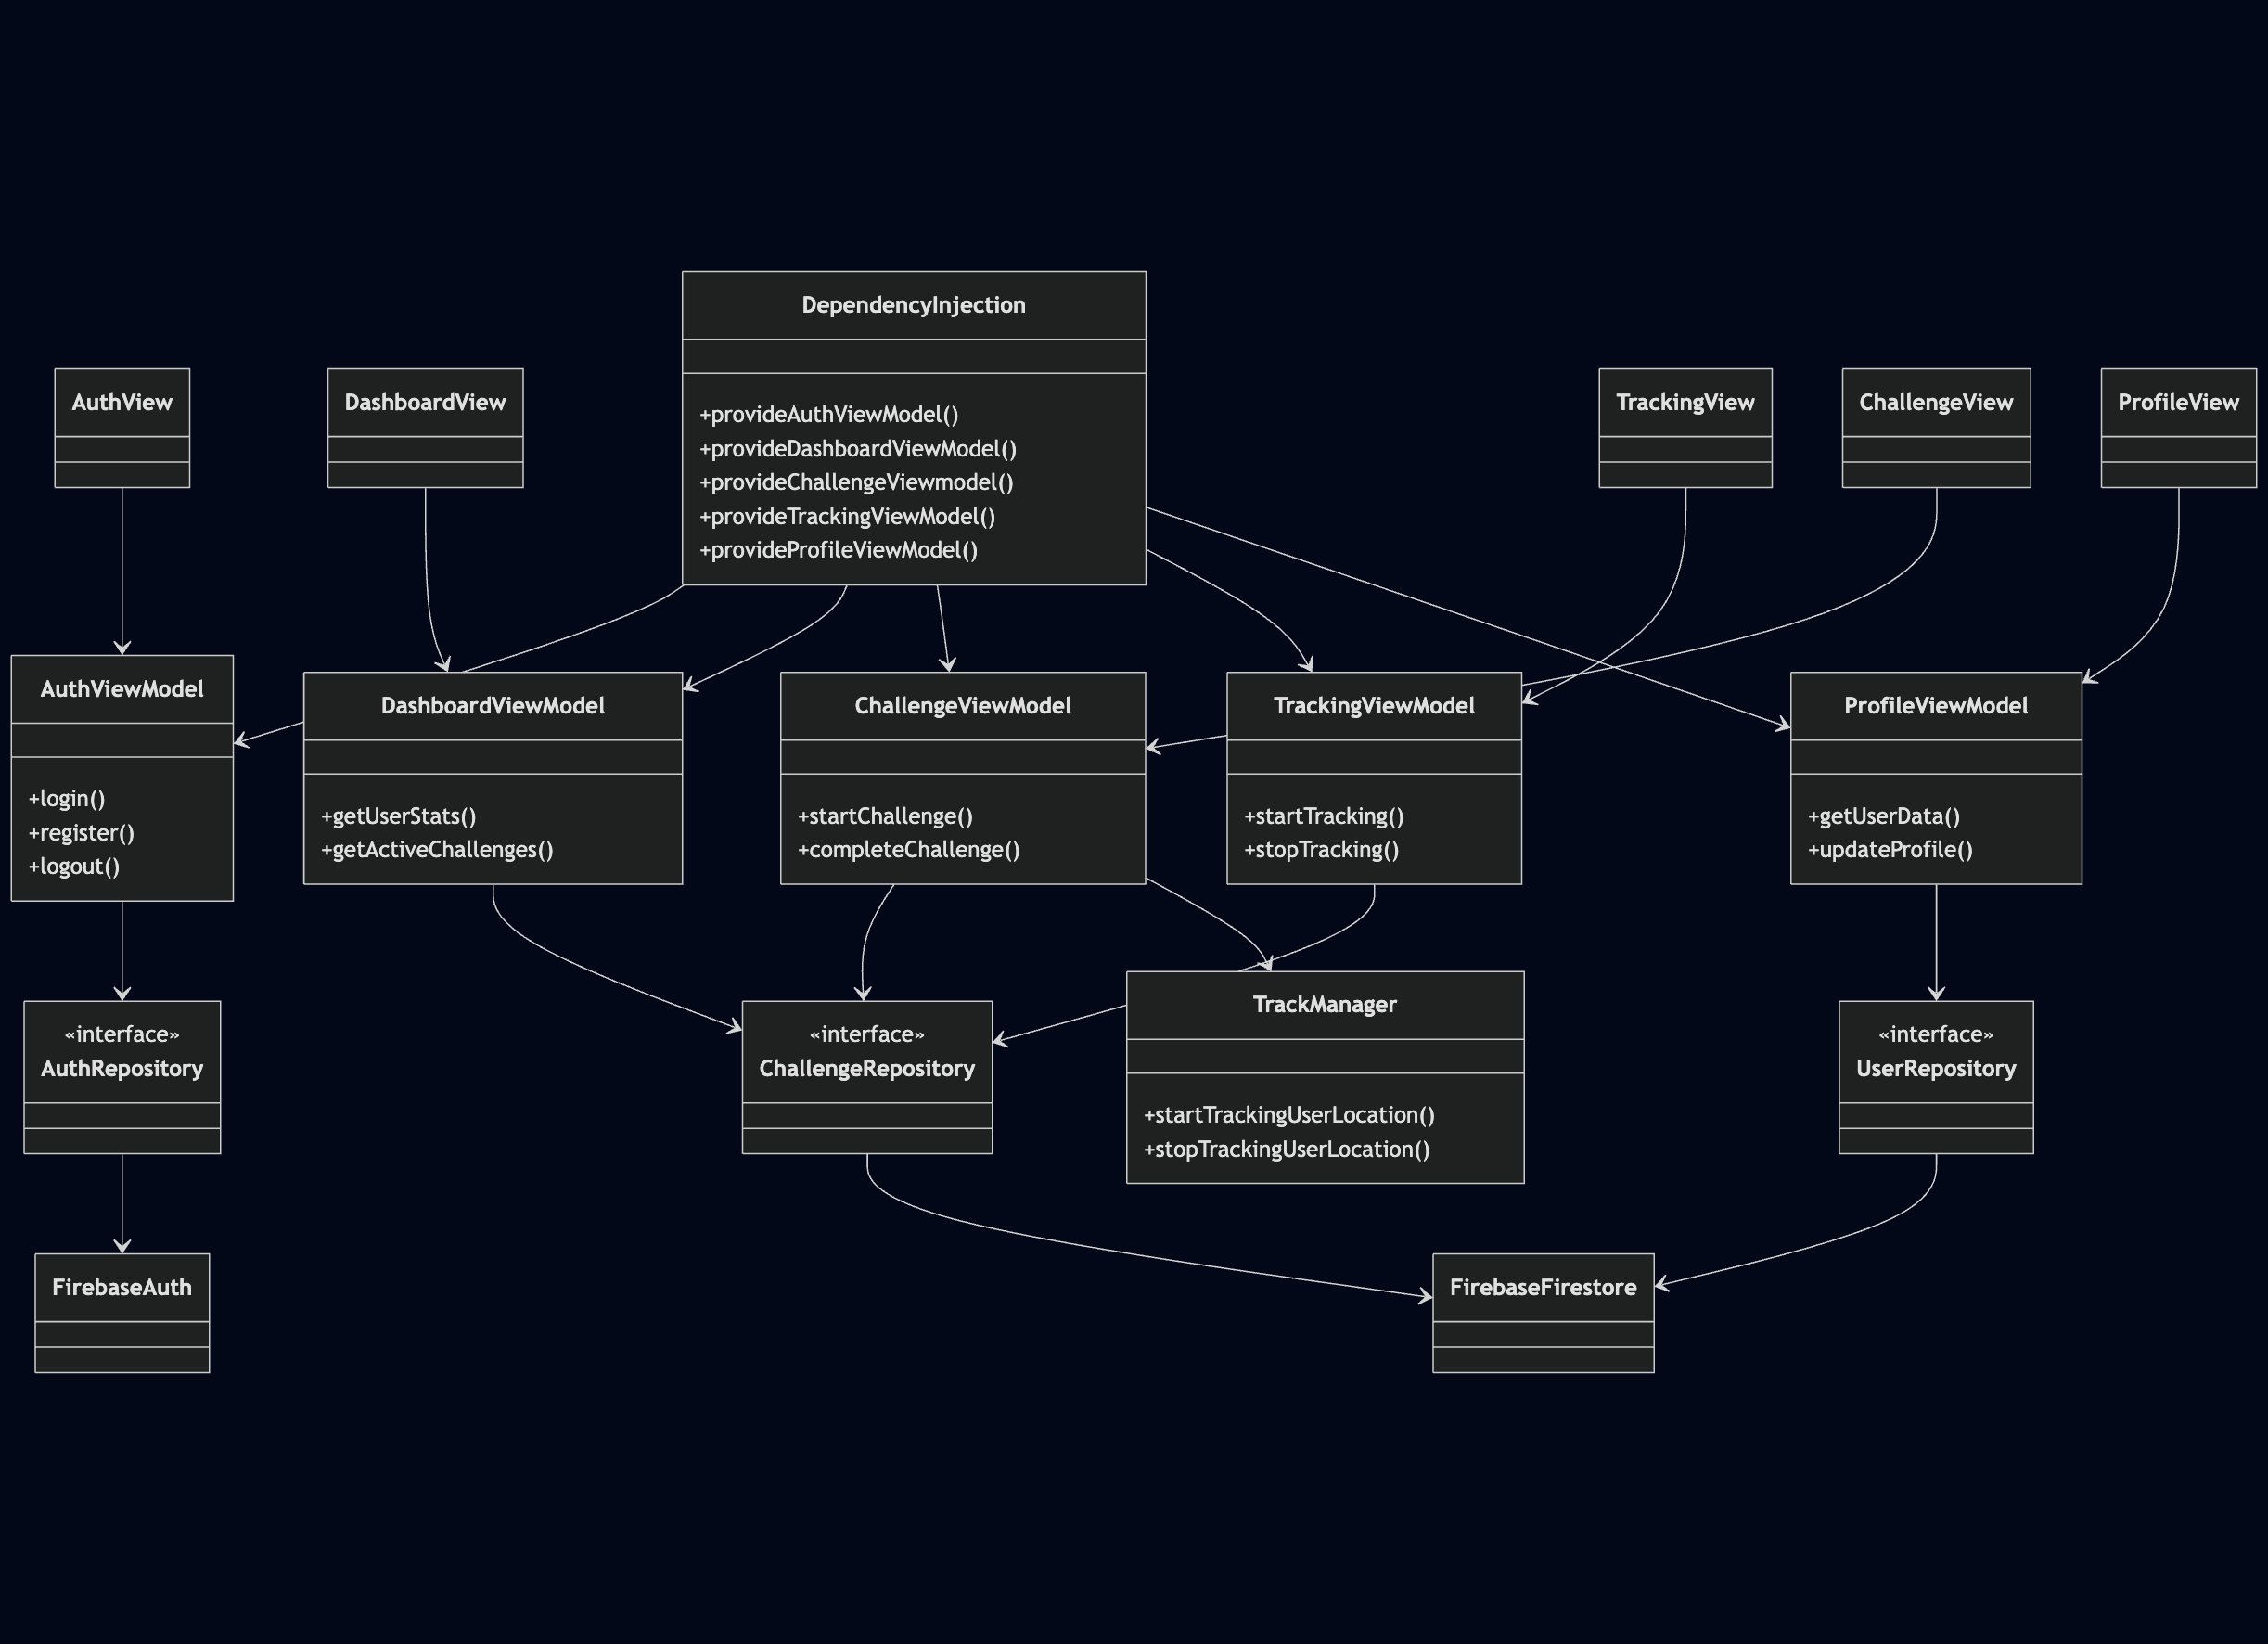 DependencyInjection
+provideAuthViewModel()
+provideDashboardViewModel()
+provideChallengeViewmodel()
+provideTrackingViewModel()
+provideProfileViewModel()
AuthView
DashboardView
TrackingView
ChallengeView
ProfileView
AuthViewModel
+login()
+register()
+logout()
DashboardViewModel
+getUserStats()
+getActiveChallenges()
ChallengeViewModel
+startChallenge()
+completeChallenge()
TrackingViewModel
+startTracking()
+stopTracking()
ProfileViewModel
+getUserData()
+updateProfile()
«interface»
AuthRepository
«interface»
ChallengeRepository
TrackManager
+startTrackingUserLocation()
+stopTrackingUserLocation()
«interface»
UserRepository
FirebaseAuth
FirebaseFirestore